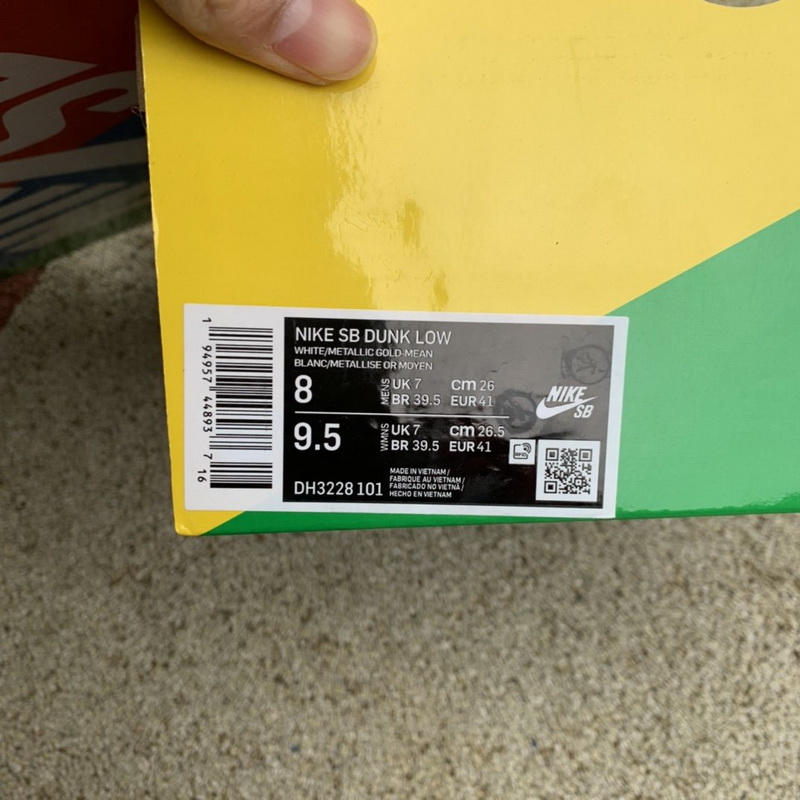 NIKE SB DUNK LOW
WHITE/METALLIC GOLD-MEAN
BLANC/METALLISE OR MOYEN
8 MENS UK 7 cm 26
BR 39.5 EUR 41
9.5 WMNS UK 7 cm 26.5
BR 39.5 EUR 41
DH3228 101
MADE IN VIETNAM/
FABRIQUE AU VIETNAM/
FABRICADO NO VIETNÃ/
HECHO EN VIETNAM
NIKE
SB
RFID
1 94957 44893 7 16